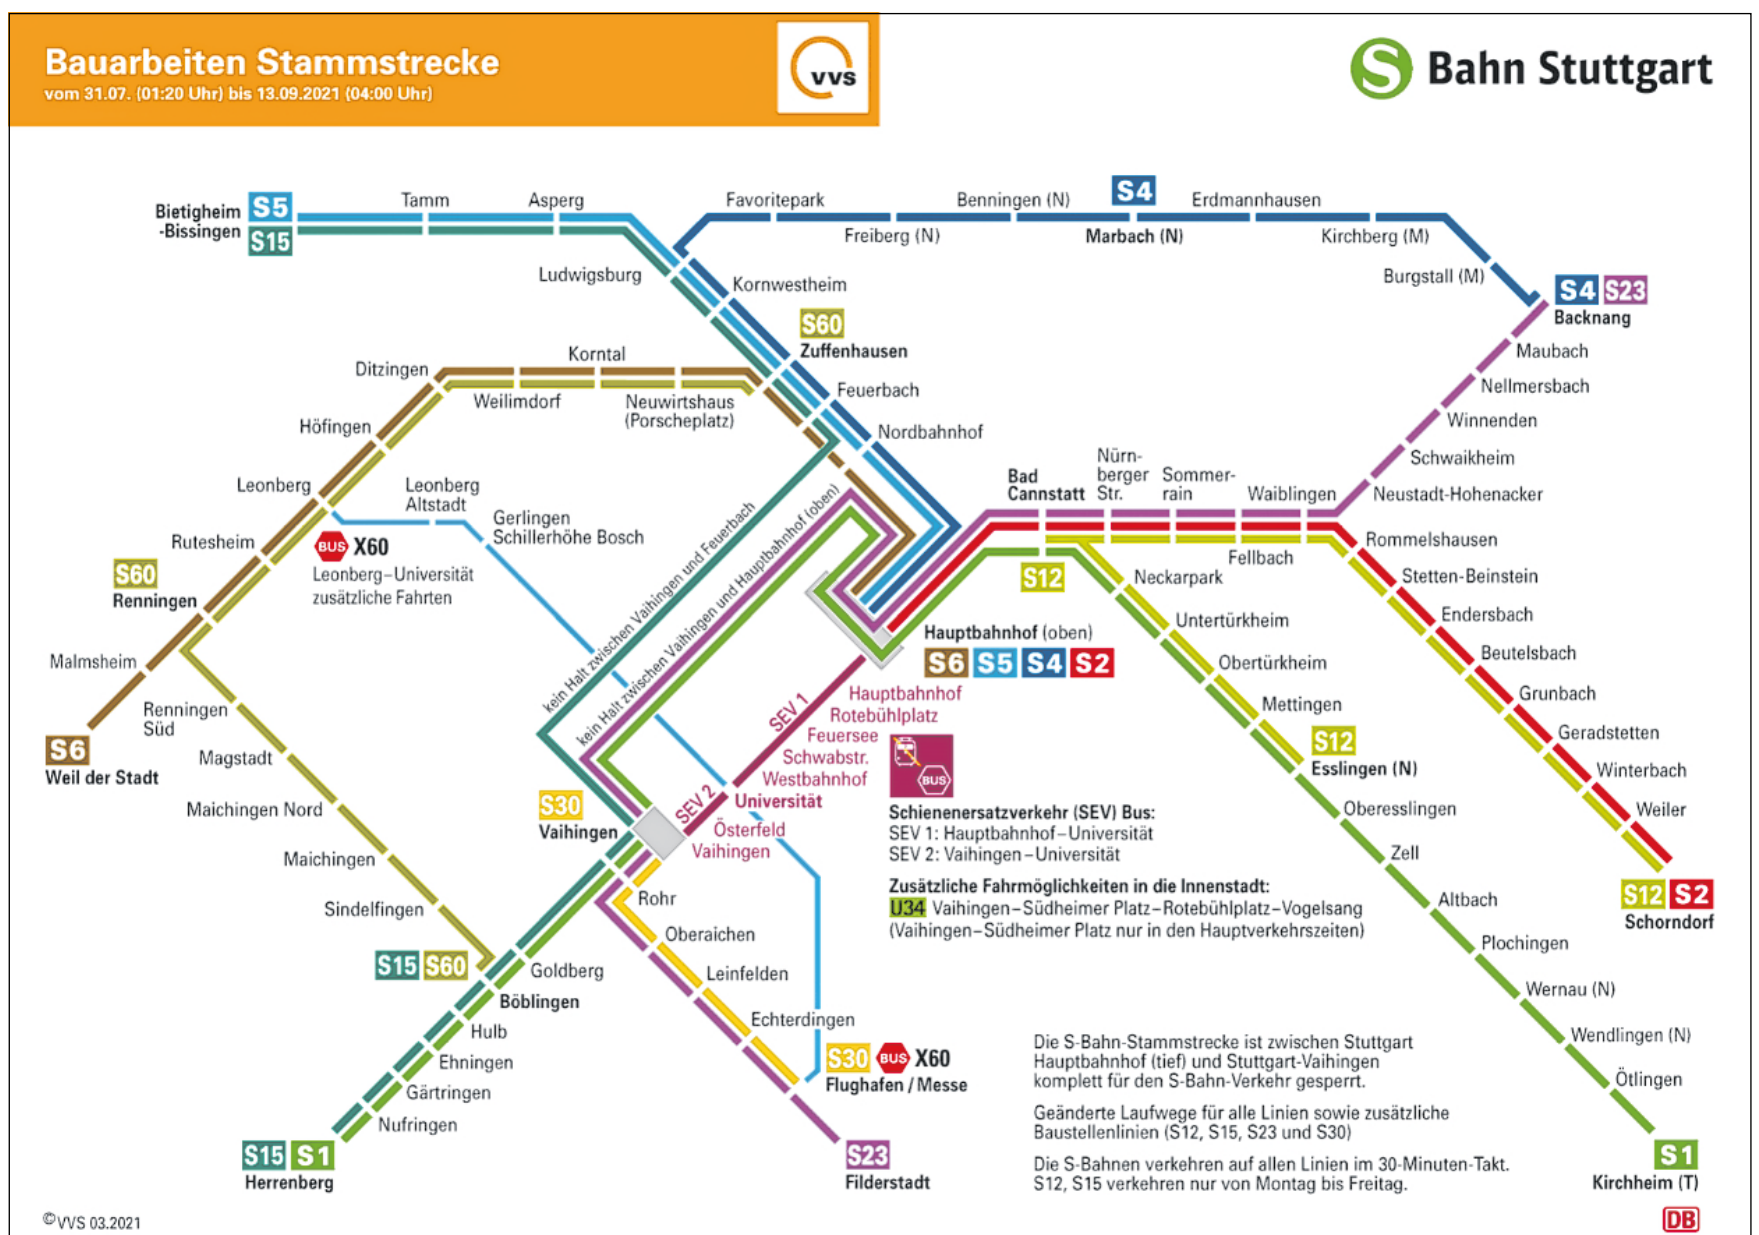 Bauarbeiten Stammstrecke
vom 31.07. (01:20 Uhr) bis 13.09.2021 (04:00 Uhr)
VVS
S Bahn Stuttgart
Bietigheim
-Bissingen
S5
S15
Tamm
Asperg
Ludwigsburg
Favoritepark
Freiberg (N)
Benningen (N)
S4
Marbach (N)
Erdmannhausen
Kirchberg (M)
Burgstall (M)
S4 S23
Backnang
Maubach
Nellmersbach
Winnenden
Schwaikheim
Neustadt-Hohenacker
Kornwestheim
S60
Zuffenhausen
Feuerbach
Nordbahnhof
Korntal
Ditzingen
Weilimdorf
Neuwirtshaus
(Porscheplatz)
Höfingen
Leonberg
Leonberg
Altstadt
Gerlingen
Schillerhöhe Bosch
Rutesheim
BUS X60
Leonberg–Universität
zusätzliche Fahrten
S60
Renningen
Malmsheim
S6
Weil der Stadt
Renningen
Süd
Magstadt
Maichingen Nord
Maichingen
Sindelfingen
S15 S60
Goldberg
Böblingen
Hulb
Ehningen
Gärtringen
Nufringen
S15 S1
Herrenberg
kein Halt zwischen Vaihingen und Feuerbach
kein Halt zwischen Vaihingen und Hauptbahnhof (oben)
Bad
Cannstatt
Nürn-
berger
Str.
Sommer-
rain
Waiblingen
Fellbach
S12
Rommelshausen
Stetten-Beinstein
Endersbach
Beutelsbach
Grunbach
Geradstetten
Winterbach
Weiler
S12 S2
Schorndorf
Neckarpark
Untertürkheim
Obertürkheim
Mettingen
S12
Esslingen (N)
Oberesslingen
Zell
Altbach
Plochingen
Wernau (N)
Wendlingen (N)
Ötlingen
S1
Kirchheim (T)
Hauptbahnhof (oben)
S6 S5 S4 S2
SEV 1
Hauptbahnhof
Rotebühlplatz
Feuersee
Schwabstr.
Westbahnhof
Universität
SEV 2
Österfeld
Vaihingen
S30
Vaihingen
Rohr
Oberaichen
Leinfelden
Echterdingen
S30 BUS X60
Flughafen / Messe
S23
Filderstadt
BUS
Schienenersatzverkehr (SEV) Bus:
SEV 1: Hauptbahnhof–Universität
SEV 2: Vaihingen–Universität
Zusätzliche Fahrmöglichkeiten in die Innenstadt:
U34 Vaihingen–Südheimer Platz–Rotebühlplatz–Vogelsang
(Vaihingen–Südheimer Platz nur in den Hauptverkehrszeiten)
Die S-Bahn-Stammstrecke ist zwischen Stuttgart
Hauptbahnhof (tief) und Stuttgart-Vaihingen
komplett für den S-Bahn-Verkehr gesperrt.
Geänderte Laufwege für alle Linien sowie zusätzliche
Baustellenlinien (S12, S15, S23 und S30)
Die S-Bahnen verkehren auf allen Linien im 30-Minuten-Takt.
S12, S15 verkehren nur von Montag bis Freitag.
© VVS 03.2021
DB